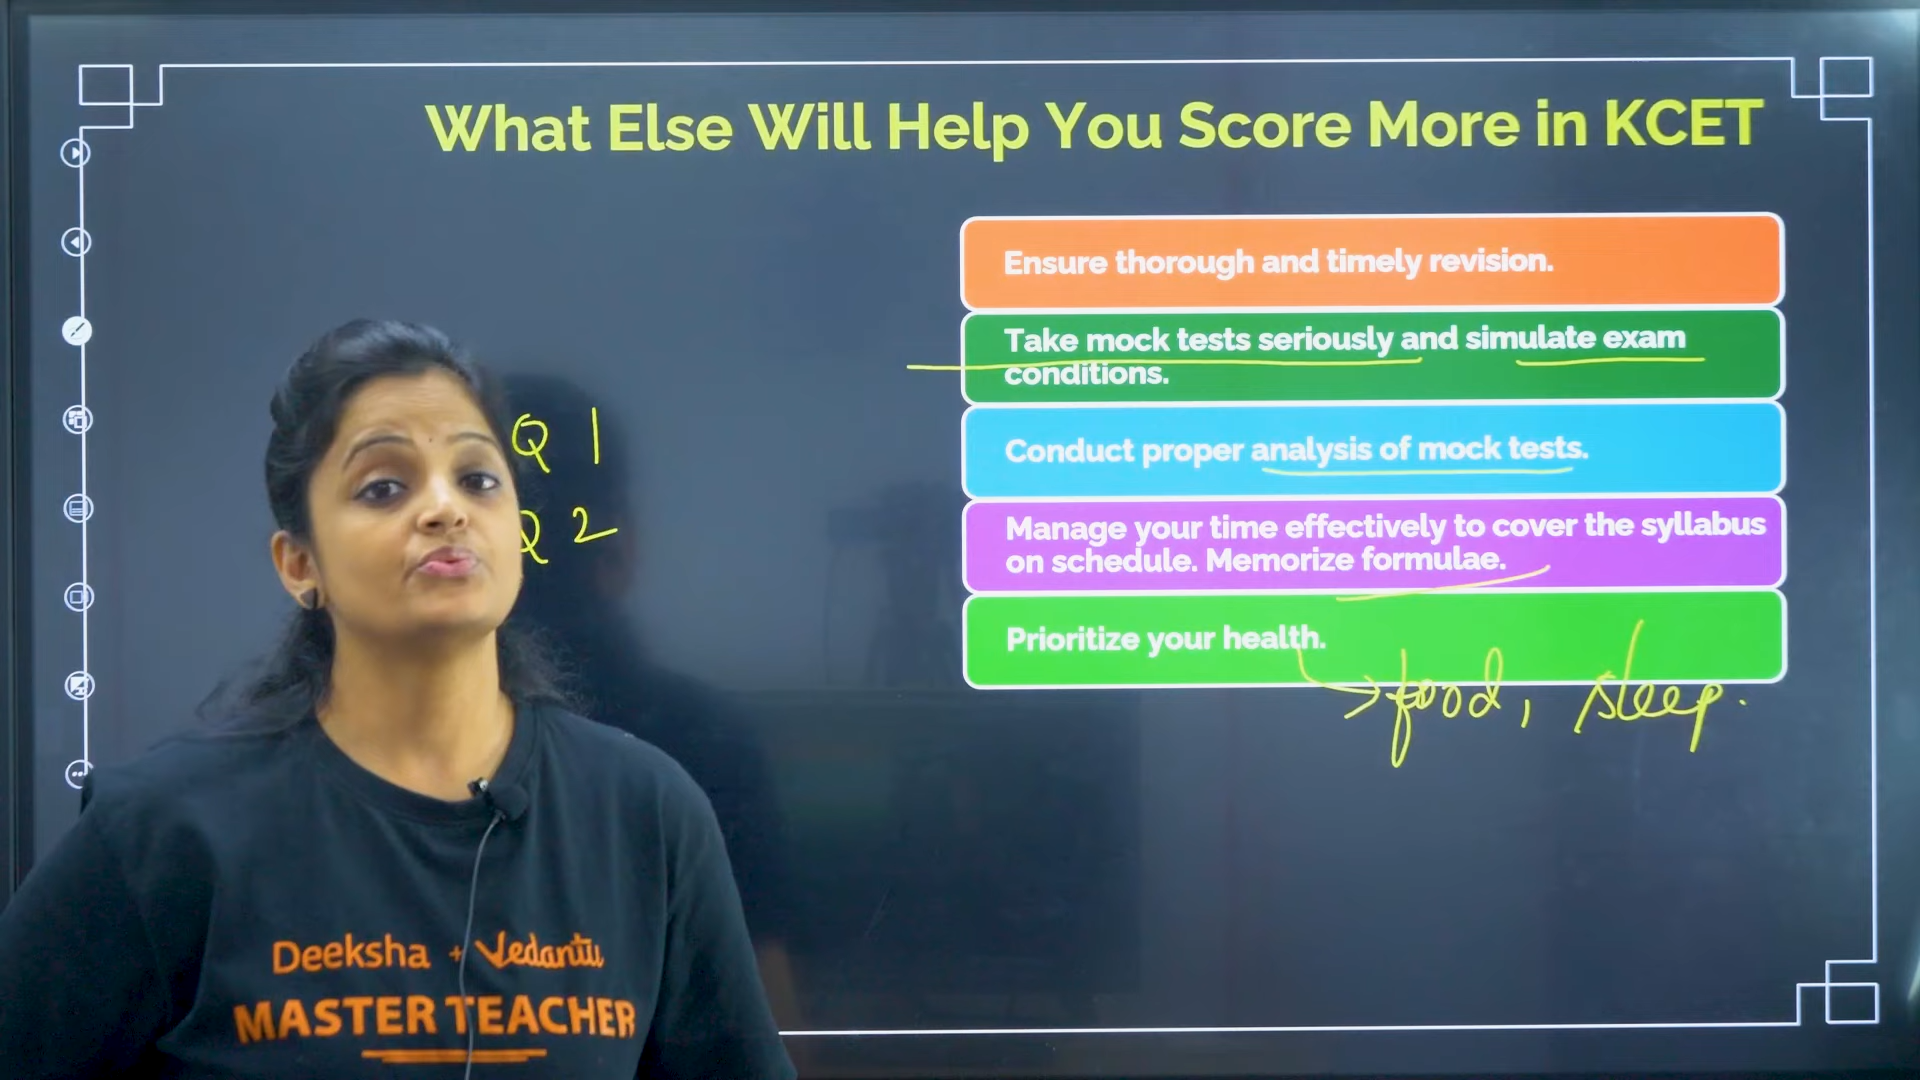 What Else Will Help You Score More in KCET
Ensure thorough and timely revision.
Take mock tests seriously and simulate exam
conditions.
Conduct proper analysis of mock tests.
Manage your time effectively to cover the syllabus
on schedule. Memorize formulae.
Prioritize your health.
food, sleep.
Q 1
Q 2
Deeksha + Vedantu
MASTER TEACHER